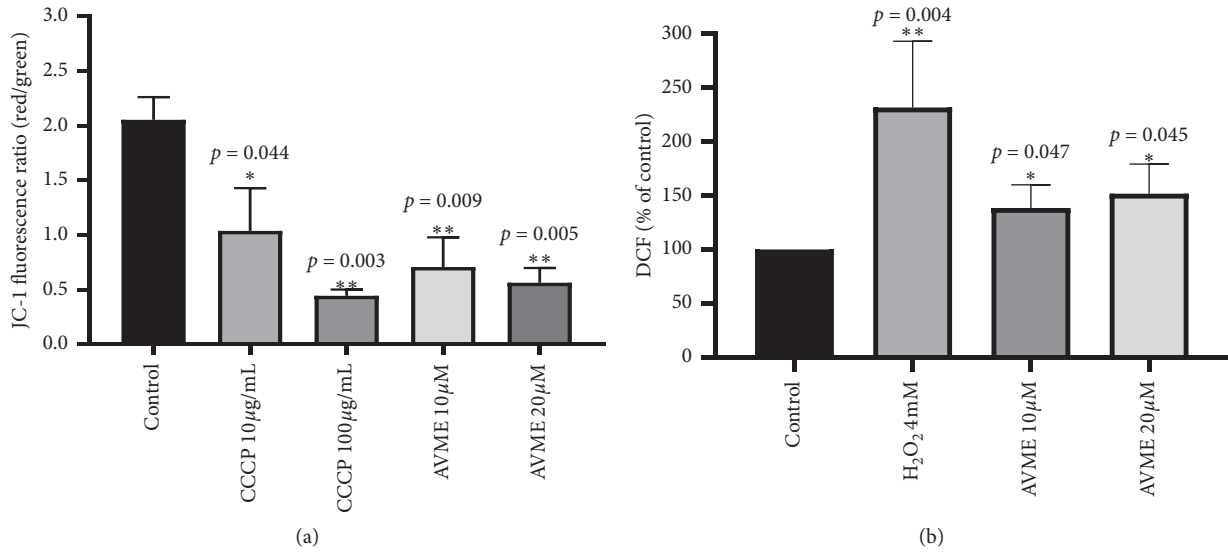 JC-1 fluorescence ratio (red/green)
2.5
2.0
1.5
1.0
0.5
0.0
p = 0.044
*
p = 0.003
**
p = 0.009
**
p = 0.005
**
Control
CCCP 10µg/mL
CCCP 100µg/mL
AVME 10µM
AVME 20µM
(a)
DCF (% of control)
300
250
200
150
100
50
0
p = 0.004
**
p = 0.047
*
p = 0.045
*
Control
H₂O₂ 4mM
AVME 10µM
AVME 20µM
(b)